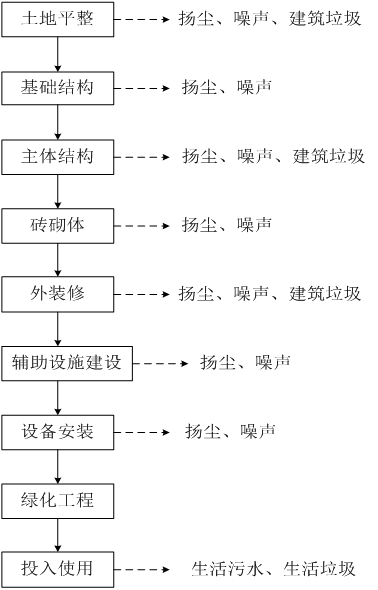 土地平整 扬尘、噪声、建筑垃圾
基础结构 扬尘、噪声
主体结构 扬尘、噪声、建筑垃圾
砖砌体 扬尘、噪声
外装修 扬尘、噪声、建筑垃圾
辅助设施建设 扬尘、噪声
设备安装 扬尘、噪声
绿化工程
投入使用 生活污水、生活垃圾